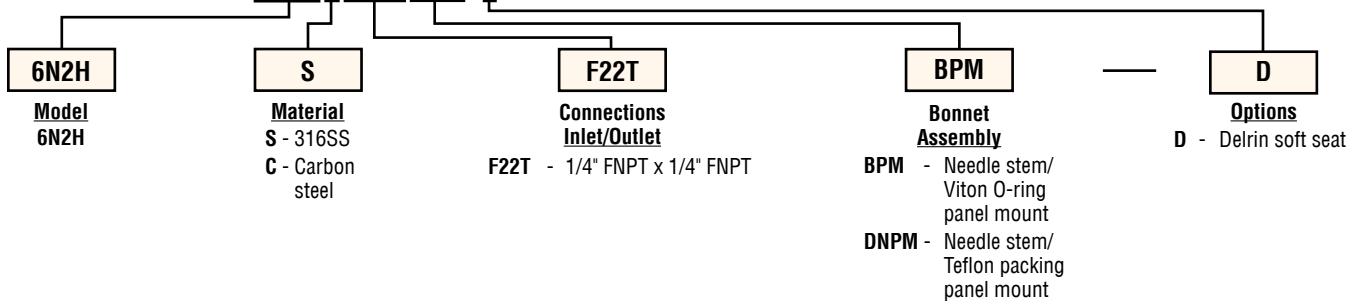 6N2H
S
F22T
BPM
—
D
Model
6N2H
Material
S - 316SS
C - Carbon
steel
Connections
Inlet/Outlet
F22T - 1/4" FNPT x 1/4" FNPT
Bonnet
Assembly
BPM - Needle stem/
Viton O-ring
panel mount
DNPM - Needle stem/
Teflon packing
panel mount
Options
D - Delrin soft seat